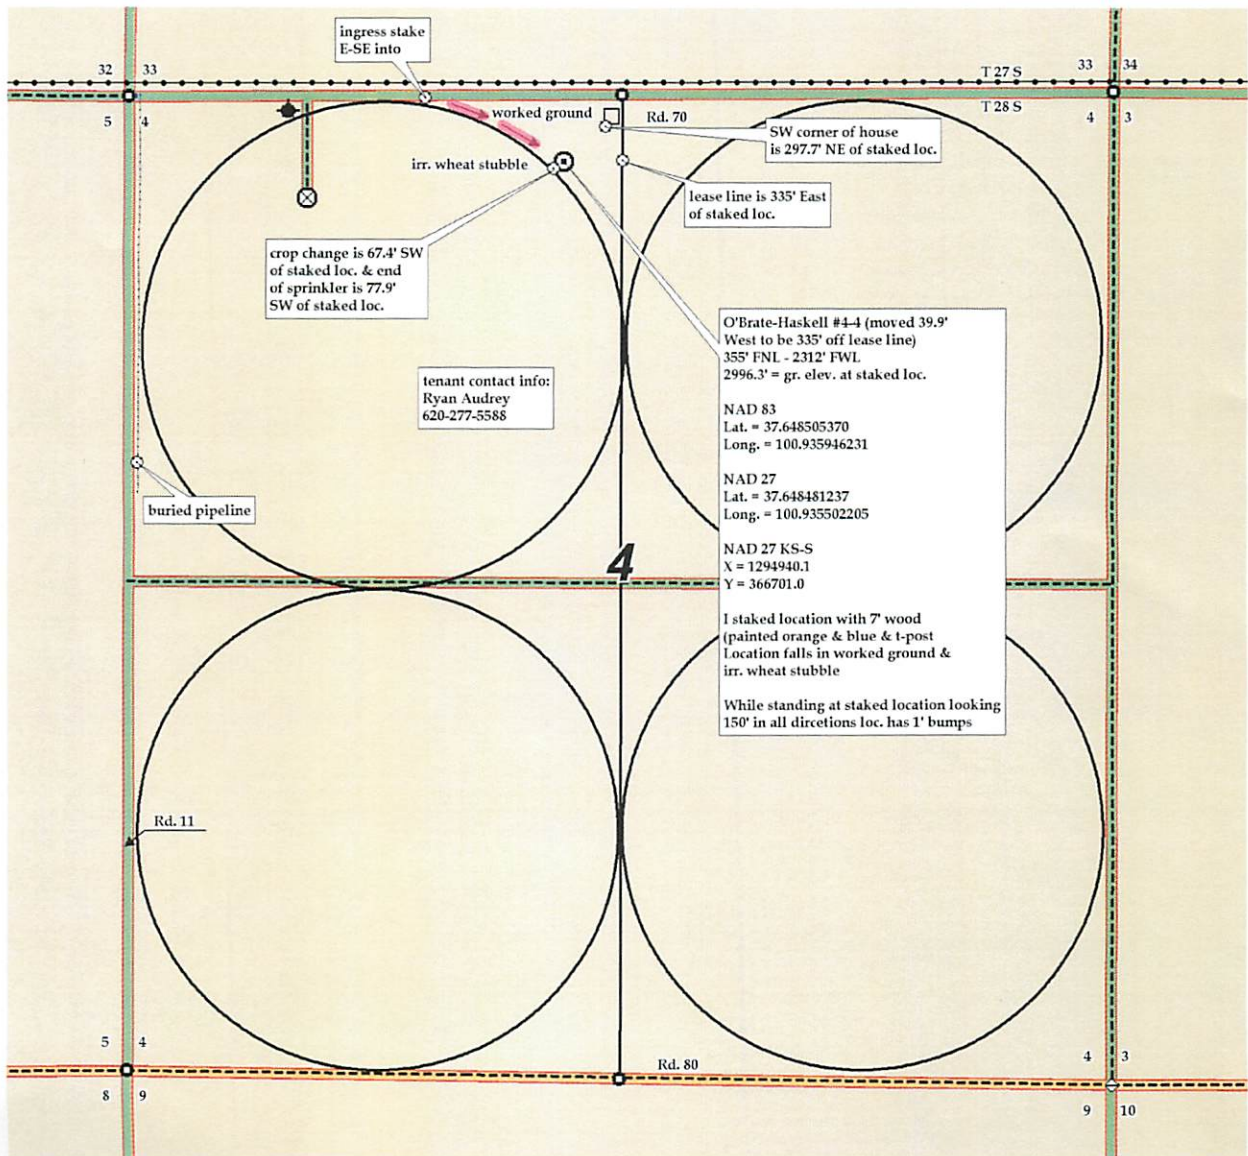 ingress stake
E-SE into
32 33
33 34
T 27 S
T 28 S
5 4
4 3
worked ground
Rd. 70
SW corner of house
is 297.7' NE of staked loc.
irr. wheat stubble
lease line is 335' East
of staked loc.
crop change is 67.4' SW
of staked loc. & end
of sprinkler is 77.9'
SW of staked loc.
O'Brate-Haskell #4-4 (moved 39.9'
West to be 335' off lease line)
355' FNL - 2312' FWL
2996.3' = gr. elev. at staked loc.
NAD 83
Lat. = 37.648505370
Long. = 100.935946231
NAD 27
Lat. = 37.648481237
Long. = 100.935502205
NAD 27 KS-S
X = 1294940.1
Y = 366701.0
I staked location with 7' wood
(painted orange & blue & t-post
Location falls in worked ground &
irr. wheat stubble
While standing at staked location looking
150' in all dircetions loc. has 1' bumps
tenant contact info:
Ryan Audrey
620-277-5588
buried pipeline
4
Rd. 11
5 4
4 3
Rd. 80
8 9
9 10